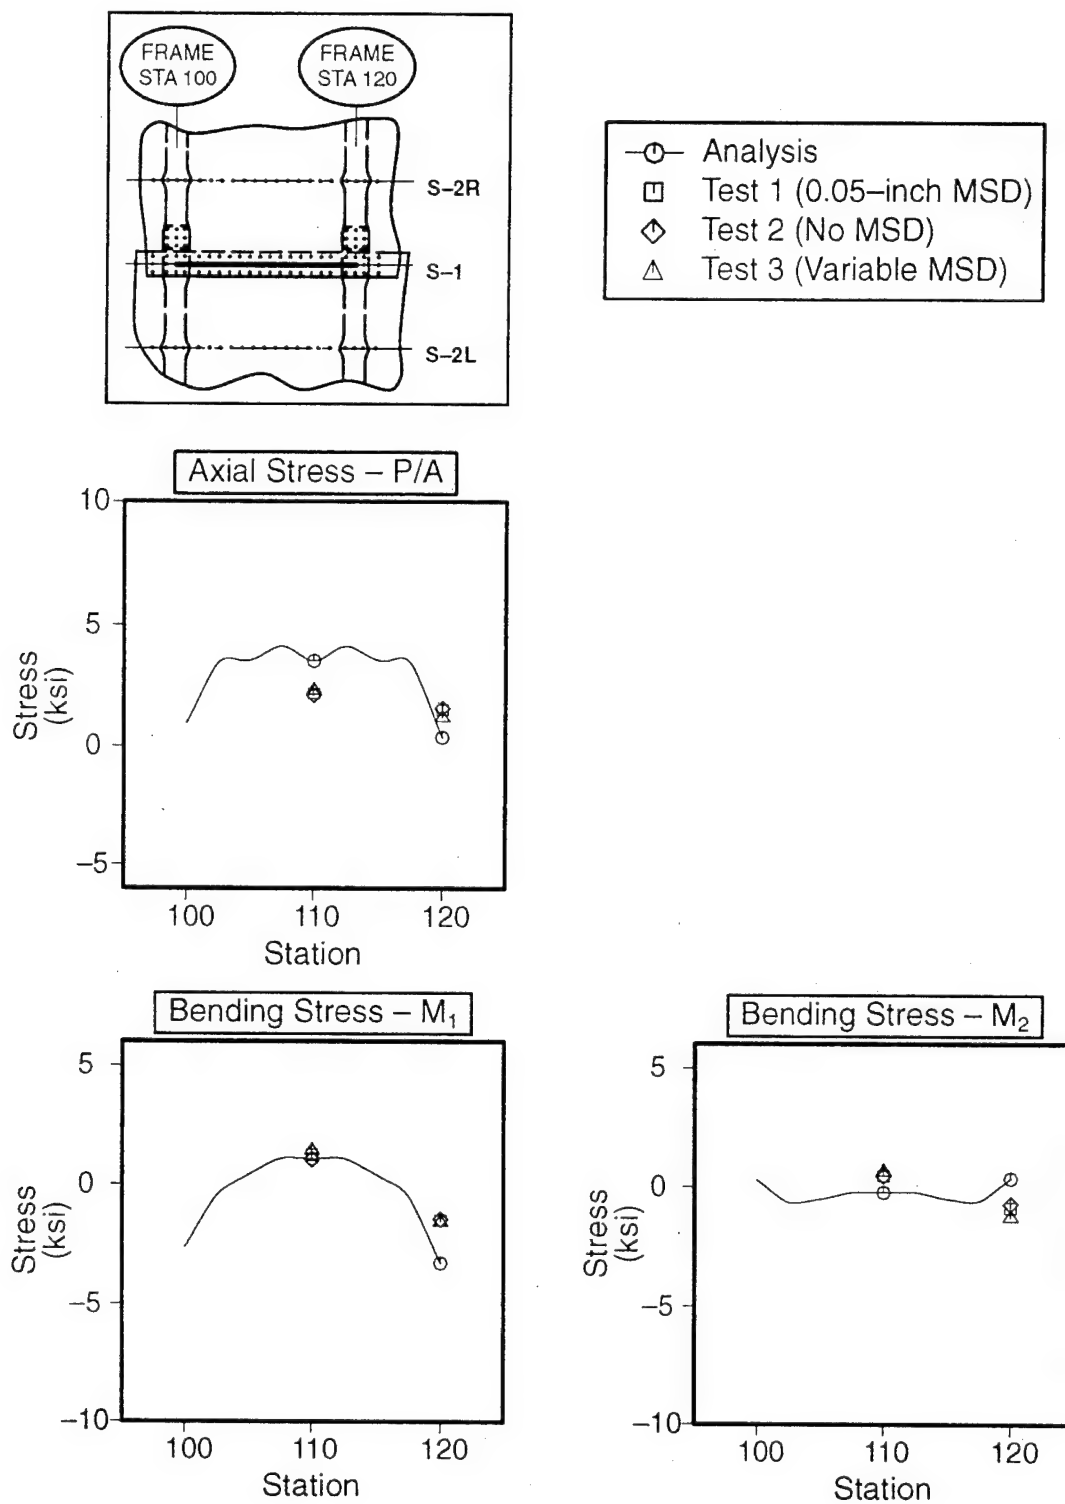 FRAME
STA 100
FRAME
STA 120
S–2R
S–1
S–2L
Analysis
Test 1 (0.05–inch MSD)
Test 2 (No MSD)
Test 3 (Variable MSD)
Axial Stress – P/A
10
5
0
–5
Stress
(ksi)
100
110
120
Station
Bending Stress – M₁
5
0
–5
–10
Stress
(ksi)
100
110
120
Station
Bending Stress – M₂
5
0
–5
–10
Stress
(ksi)
100
110
120
Station